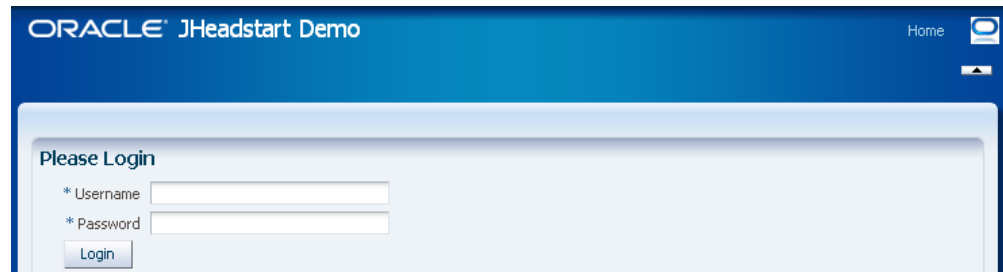 ORACLE® JHeadstart Demo
Home
Please Login
* Username
* Password
Login